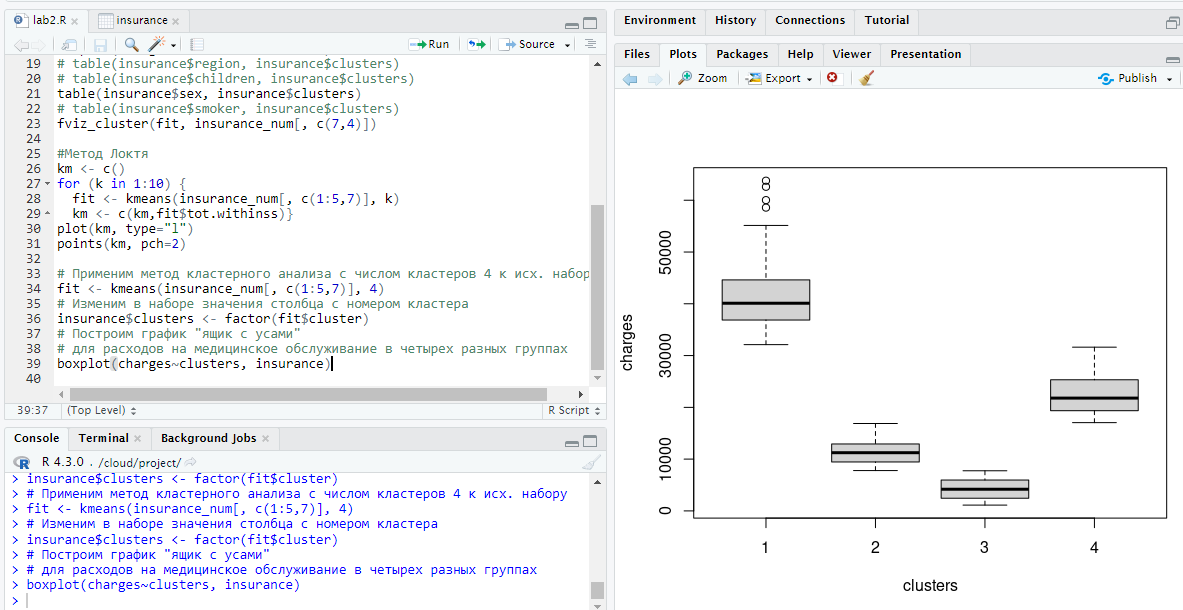 lab2.R
insurance
Run
Source
19 # table(insurance$region, insurance$clusters)
20 # table(insurance$children, insurance$clusters)
21 table(insurance$sex, insurance$clusters)
22 # table(insurance$smoker, insurance$clusters)
23 fviz_cluster(fit, insurance_num[, c(7,4)])
24
25 #Метод Локтя
26 km <- c()
27 for (k in 1:10) {
28 fit <- kmeans(insurance_num[, c(1:5,7)], k)
29 km <- c(km,fit$tot.withinss)}
30 plot(km, type="l")
31 points(km, pch=2)
32
33 # Применим метод кластерного анализа с числом кластеров 4 к исх. набор
34 fit <- kmeans(insurance_num[, c(1:5,7)], 4)
35 # Изменим в наборе значения столбца с номером кластера
36 insurance$clusters <- factor(fit$cluster)
37 # Построим график "ящик с усами"
38 # для расходов на медицинское обслуживание в четырех разных группах
39 boxplot(charges~clusters, insurance)
40
39:37 (Top Level) R Script
Console Terminal Background Jobs
R 4.3.0 . /cloud/project/
> insurance$clusters <- factor(fit$cluster)
> # Применим метод кластерного анализа с числом кластеров 4 к исх. набору
> fit <- kmeans(insurance_num[, c(1:5,7)], 4)
> # Изменим в наборе значения столбца с номером кластера
> insurance$clusters <- factor(fit$cluster)
> # Построим график "ящик с усами"
> # для расходов на медицинское обслуживание в четырех разных группах
> boxplot(charges~clusters, insurance)
>
Environment History Connections Tutorial
Files Plots Packages Help Viewer Presentation
Zoom Export Publish
charges
50000
30000
10000
0
1 2 3 4
clusters